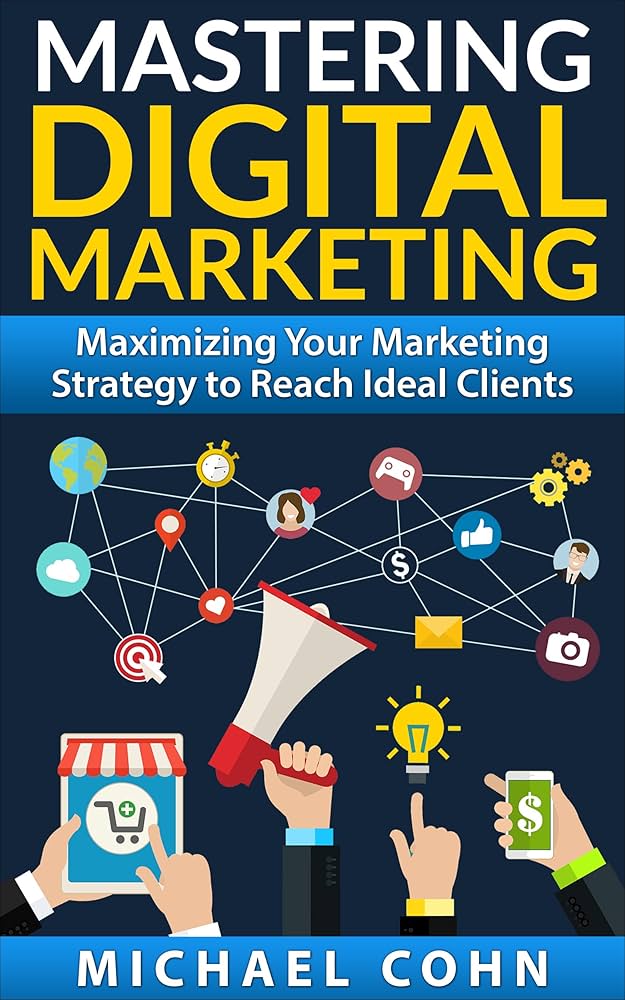 MASTERING
DIGITAL
MARKETING
Maximizing Your Marketing
Strategy to Reach Ideal Clients
$
$
MICHAEL COHN